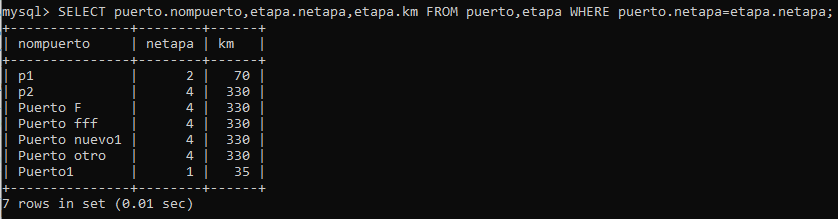 mysql> SELECT puerto.nompuerto,etapa.netapa,etapa.km FROM puerto,etapa WHERE puerto.netapa=etapa.netapa;
+---------------+--------+------+
| nompuerto     | netapa | km   |
+---------------+--------+------+
| p1            |      2 |   70 |
| p2            |      4 |  330 |
| Puerto F      |      4 |  330 |
| Puerto fff    |      4 |  330 |
| Puerto nuevo1 |      4 |  330 |
| Puerto otro   |      4 |  330 |
| Puerto1       |      1 |   35 |
+---------------+--------+------+
7 rows in set (0.01 sec)